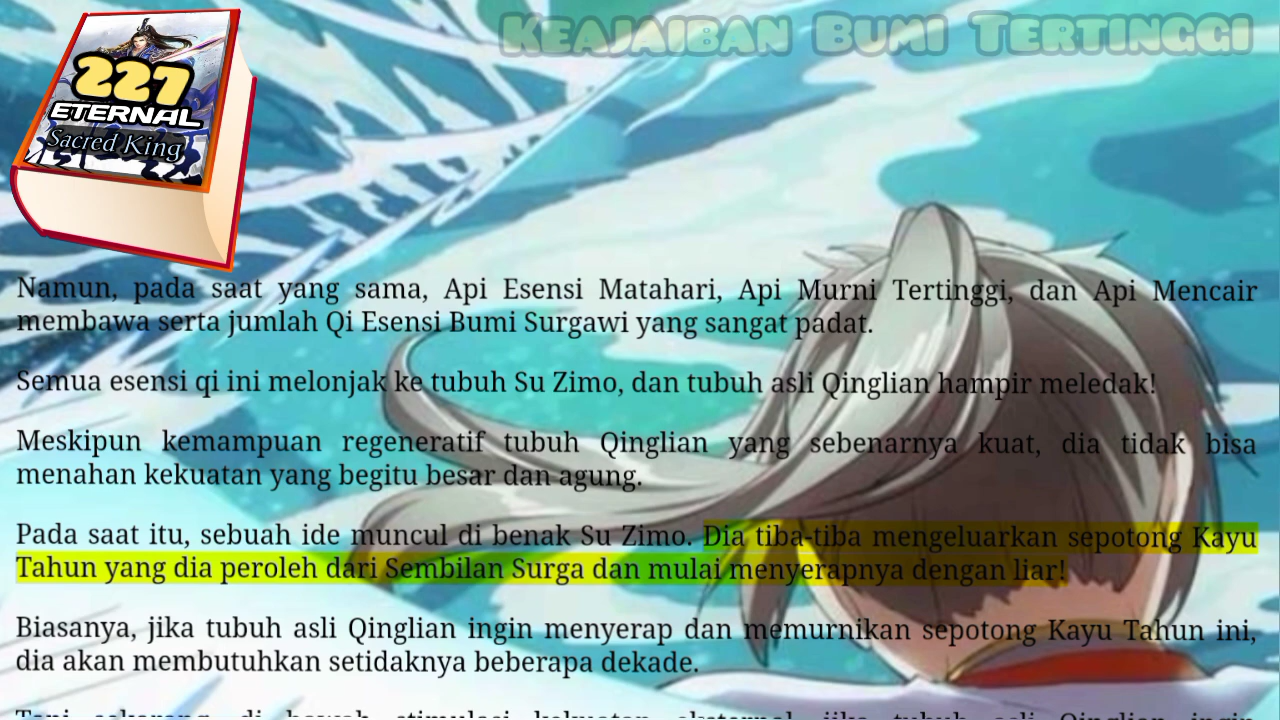 Keajaiban Bumi Tertinggi
227
ETERNAL
Sacred King
Namun, pada saat yang sama, Api Esensi Matahari, Api Murni Tertinggi, dan Api Mencair
membawa serta jumlah Qi Esensi Bumi Surgawi yang sangat padat.
Semua esensi qi ini melonjak ke tubuh Su Zimo, dan tubuh asli Qinglian hampir meledak!
Meskipun kemampuan regeneratif tubuh Qinglian yang sebenarnya kuat, dia tidak bisa
menahan kekuatan yang begitu besar dan agung.
Pada saat itu, sebuah ide muncul di benak Su Zimo. Dia tiba-tiba mengeluarkan sepotong Kayu
Tahun yang dia peroleh dari Sembilan Surga dan mulai menyerapnya dengan liar!
Biasanya, jika tubuh asli Qinglian ingin menyerap dan memurnikan sepotong Kayu Tahun ini,
dia akan membutuhkan setidaknya beberapa dekade.